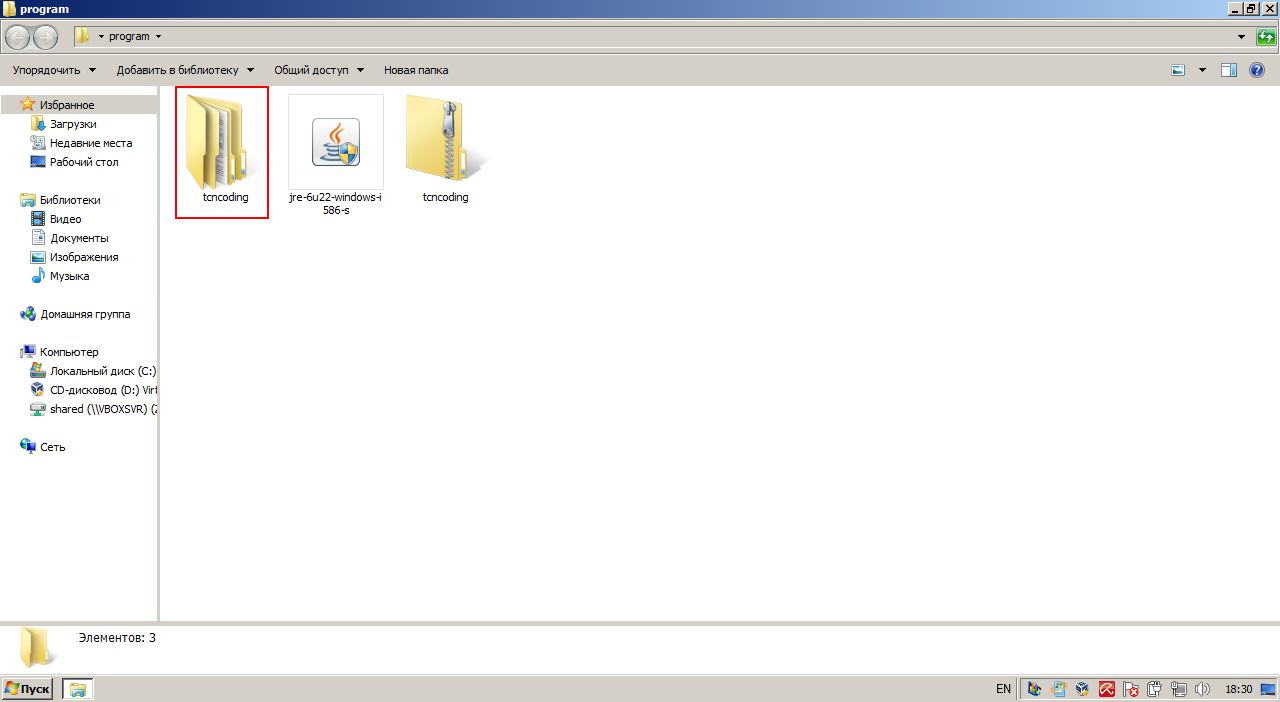 program
program
Упорядочить
Добавить в библиотеку
Общий доступ
Новая папка
Избранное
Загрузки
Недавние места
Рабочий стол
Библиотеки
Видео
Документы
Изображения
Музыка
Домашняя группа
Компьютер
Локальный диск (C:)
CD-дисковод (D:) Virt
shared (\\VBOXSVR) (Z
Сеть
tcncoding
jre-6u22-windows-i
586-s
tcncoding
Элементов: 3
Пуск
EN
18:30